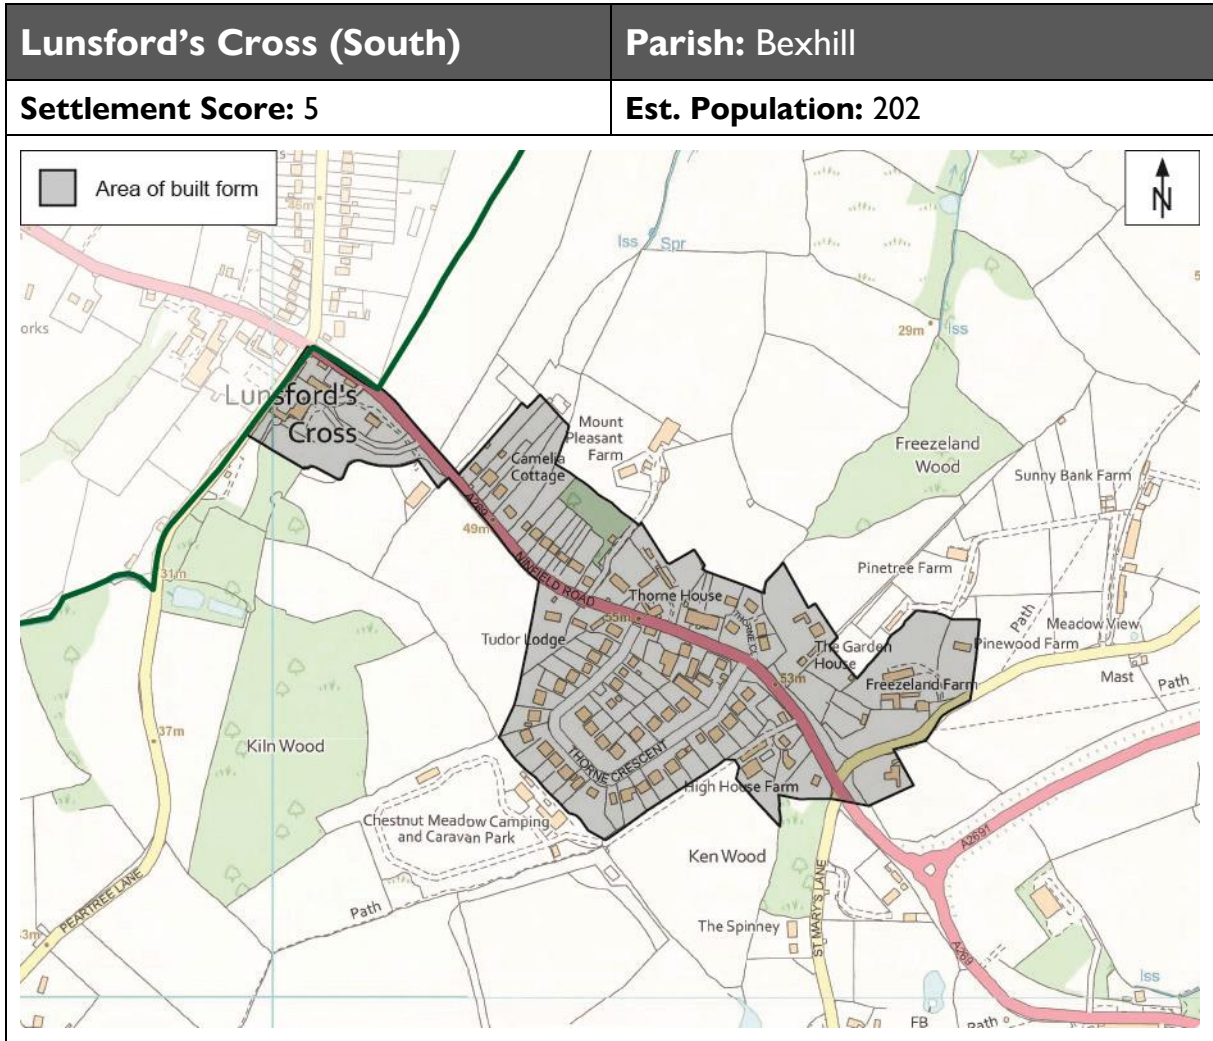 Lunsford's Cross (South)
Parish: Bexhill
Settlement Score: 5
Est. Population: 202
Area of built form
N
46m
Iss
Spr
orks
29m
Iss
Lunsford's
Cross
Mount
Pleasant
Farm
Camelia
Cottage
Freezeland
Wood
Sunny Bank Farm
A269
49m
NINFIELD ROAD
31m
Pinetree Farm
Thorne House
55m
THORNE CL
Tudor Lodge
The Garden
House
Path
Meadow View
Pinewood Farm
Mast
Path
53m
Freezeland Farm
37m
Kiln Wood
THORNE CRESCENT
High House Farm
Chestnut Meadow Camping
and Caravan Park
A2691
Ken Wood
PEARTREE LANE
Path
The Spinney
ST MARY'S LANE
3m
A269
Iss
FB
Path